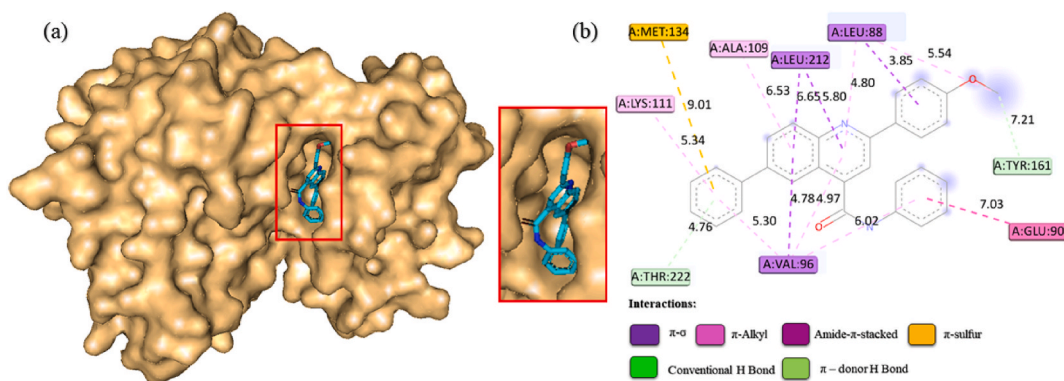 (a)
(b)
A:MET:134
A:LEU:88
A:ALA:109
A:LEU:212
5.54
3.85
4.80
6.53
6.65
5.80
A:LYS:111
9.01
O
7.21
5.34
N
A:TYR:161
4.78
4.97
7.03
5.30
6.02
4.76
O
N
A:GLU:90
A:THR:222
A:VAL:96
Interactions:
π-σ
π-Alkyl
Amide-π-stacked
π-sulfur
Conventional H Bond
π – donor H Bond